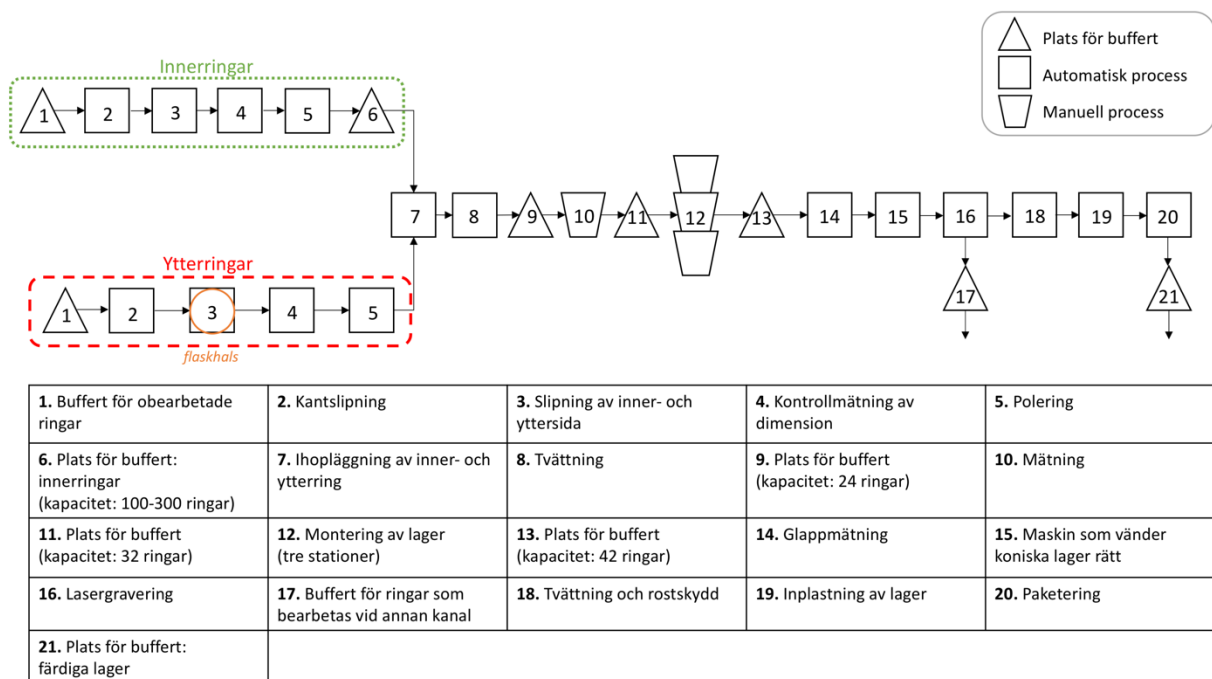 Plats för buffert
Automatisk process
Manuell process
Innerringar
1 2 3 4 5 6
7 8 9 10 11 12 13 14 15 16 18 19 20
Ytterringar
1 2 3 4 5
17 21
flaskhals
1. Buffert för obearbetade
ringar
2. Kantslipning
3. Slipning av inner- och
yttersida
4. Kontrollmätning av
dimension
5. Polering
6. Plats för buffert:
innerringar
(kapacitet: 100-300 ringar)
7. Ihopläggning av inner- och
ytterring
8. Tvättning
9. Plats för buffert
(kapacitet: 24 ringar)
10. Mätning
11. Plats för buffert
(kapacitet: 32 ringar)
12. Montering av lager
(tre stationer)
13. Plats för buffert
(kapacitet: 42 ringar)
14. Glappmätning
15. Maskin som vänder
koniska lager rätt
16. Lasergravering
17. Buffert för ringar som
bearbetas vid annan kanal
18. Tvättning och rostskydd
19. Inplastning av lager
20. Paketering
21. Plats för buffert:
färdiga lager